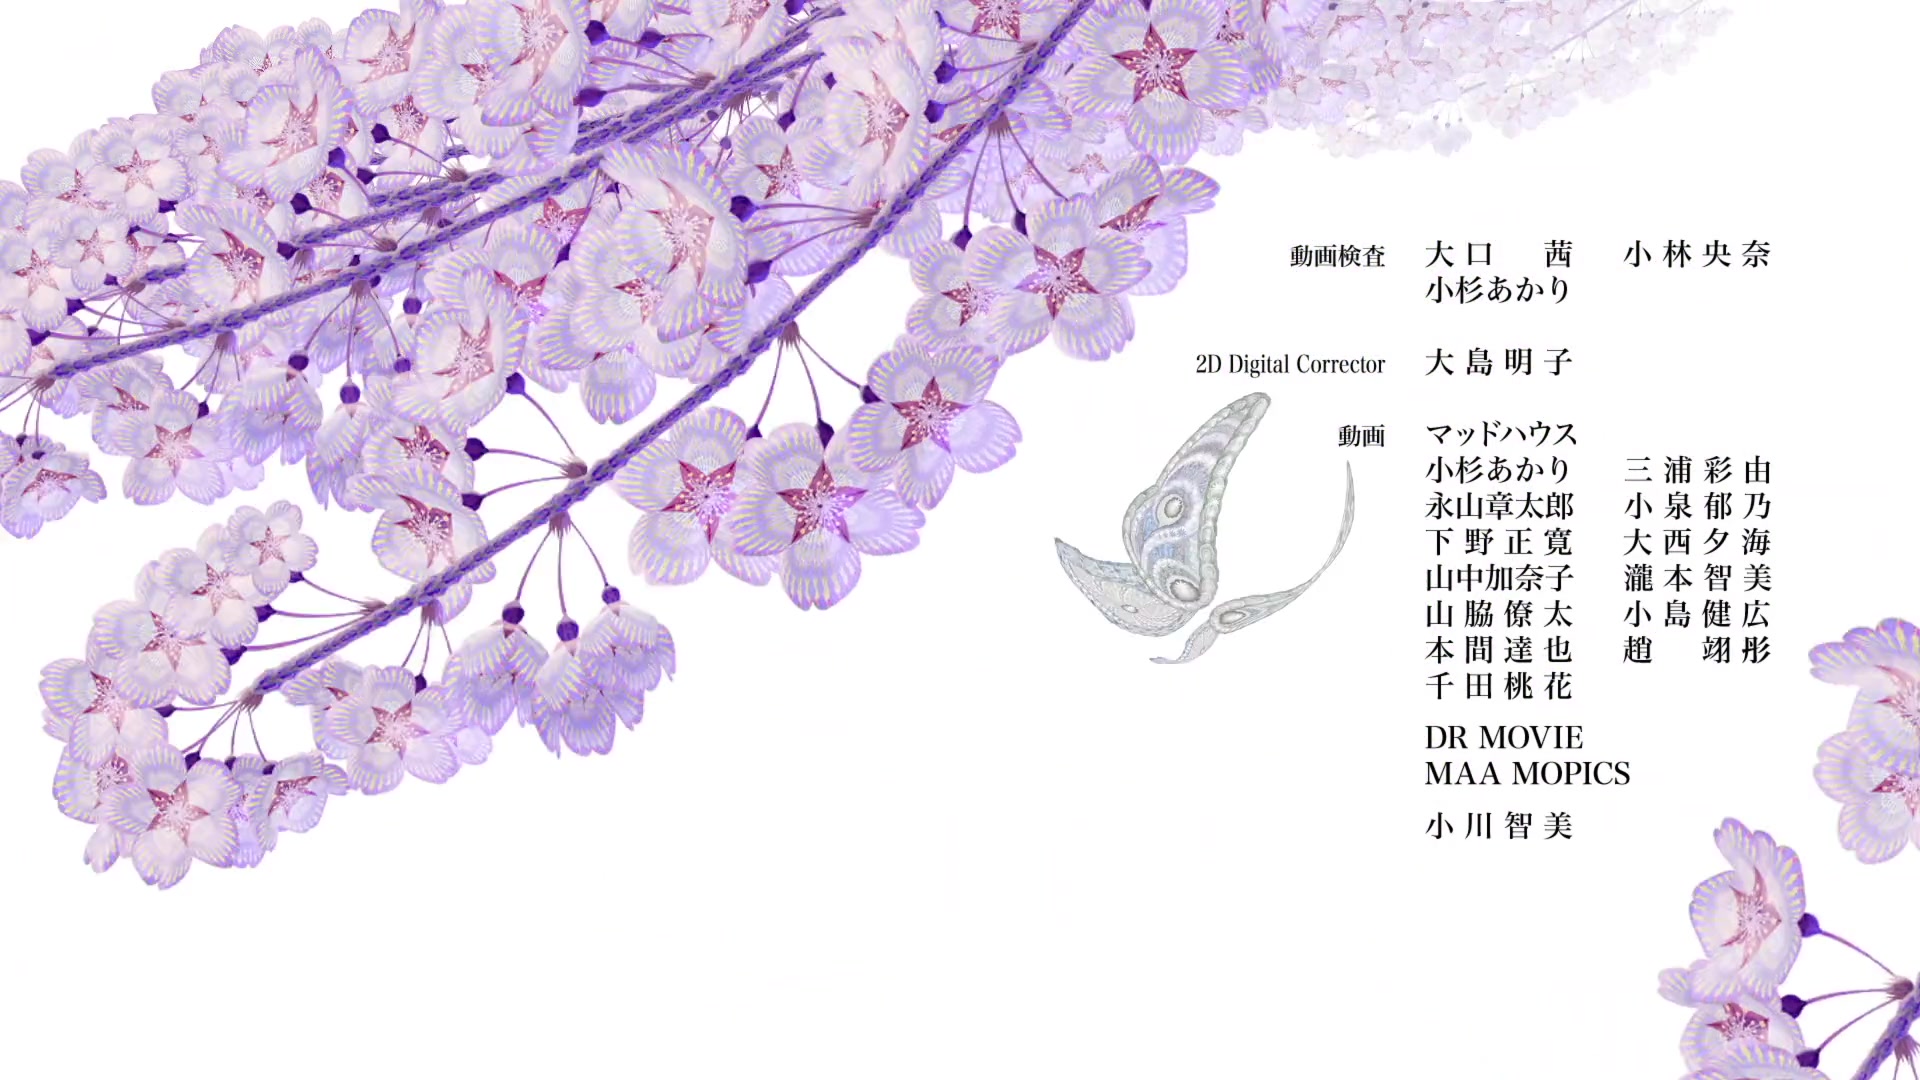 動画検査 大口 茜 小林央奈
小杉あかり
2D Digital Corrector 大島明子
動画 マッドハウス
小杉あかり 三浦彩由
永山章太郎 小泉郁乃
下野正寛 大西夕海
山中加奈子 瀧本智美
山脇僚太 小島健広
本間達也 趙 翊彤
千田桃花
DR MOVIE
MAA MOPICS
小川智美